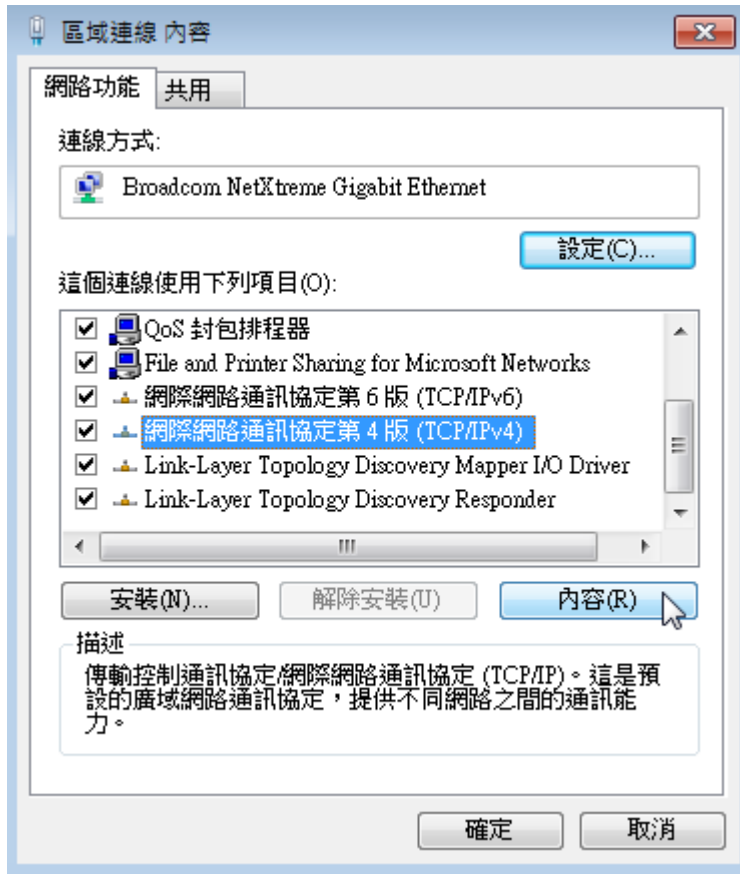 區域連線 內容
網路功能 共用
連線方式:
Broadcom NetXtreme Gigabit Ethernet
設定(C)...
這個連線使用下列項目(O):
QoS 封包排程器
File and Printer Sharing for Microsoft Networks
網際網路通訊協定第 6 版 (TCP/IPv6)
網際網路通訊協定第 4 版 (TCP/IPv4)
Link-Layer Topology Discovery Mapper I/O Driver
Link-Layer Topology Discovery Responder
安裝(N)... 解除安裝(U) 內容(R)
描述
傳輸控制通訊協定/網際網路通訊協定 (TCP/IP)。這是預
設的廣域網路通訊協定，提供不同網路之間的通訊能
力。
確定 取消